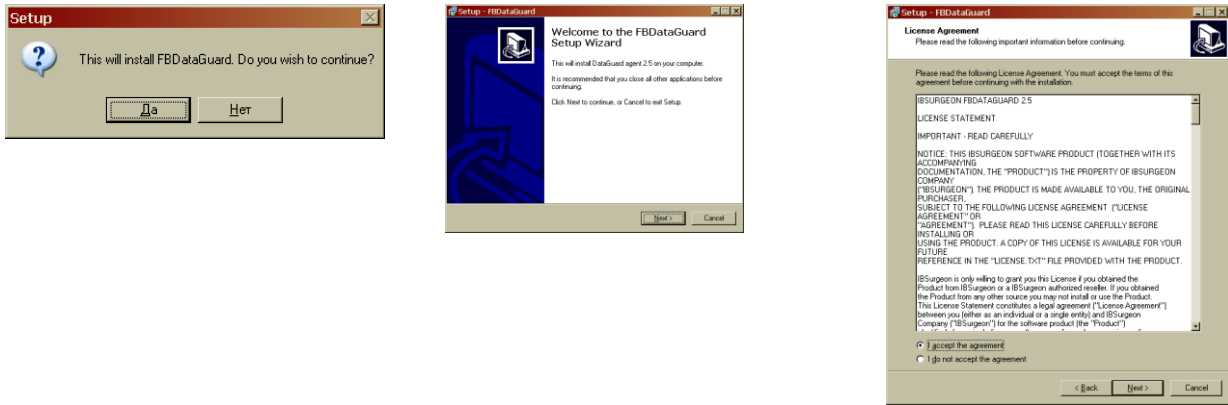 Setup
This will install FBDataGuard. Do you wish to continue?
Да
Нет
Setup - FBDataGuard
Welcome to the FBDataGuard
Setup Wizard
This will install DataGuard agent 2.5 on your computer.
It is recommended that you close all other applications before
continuing.
Click Next to continue, or Cancel to exit Setup.
Next >
Cancel
Setup - FBDataGuard
License Agreement
Please read the following important information before continuing.
Please read the following License Agreement. You must accept the terms of this
agreement before continuing with the installation.
IBSURGEON FBDATAGUARD 2.5
LICENSE STATEMENT
IMPORTANT - READ CAREFULLY
NOTICE: THIS IBSURGEON SOFTWARE PRODUCT (TOGETHER WITH ITS
ACCOMPANYING
DOCUMENTATION, THE "PRODUCT") IS THE PROPERTY OF IBSURGEON
COMPANY
("IBSURGEON"). THE PRODUCT IS MADE AVAILABLE TO YOU, THE ORIGINAL
PURCHASER,
SUBJECT TO THE FOLLOWING LICENSE AGREEMENT ("LICENSE
AGREEMENT" OR
"AGREEMENT"). PLEASE READ THIS LICENSE CAREFULLY BEFORE
INSTALLING OR
USING THE PRODUCT. A COPY OF THIS LICENSE IS AVAILABLE FOR YOUR
FUTURE
REFERENCE IN THE "LICENSE.TXT" FILE PROVIDED WITH THE PRODUCT.
IBSurgeon is only willing to grant you this License if you obtained the
Product from IBSurgeon or a IBSurgeon authorized reseller. If you obtained
the Product from any other source you may not install or use the Product.
This License Statement constitutes a legal agreement ("License Agreement")
between you (either as an individual or a single entity) and IBSurgeon
Company ("IBSurgeon") for the software product (the "Product")
I accept the agreement
I do not accept the agreement
< Back
Next >
Cancel